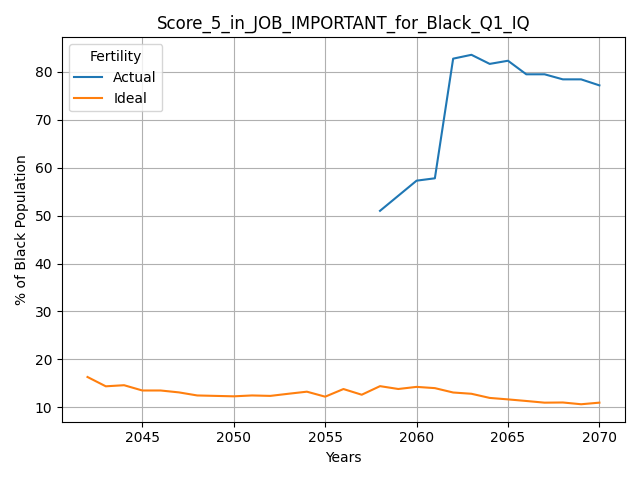 Score_5_in_JOB_IMPORTANT_for_Black_Q1_IQ
Fertility
Actual
Ideal
% of Black Population
80
70
60
50
40
30
20
10
2045 2050 2055 2060 2065 2070
Years